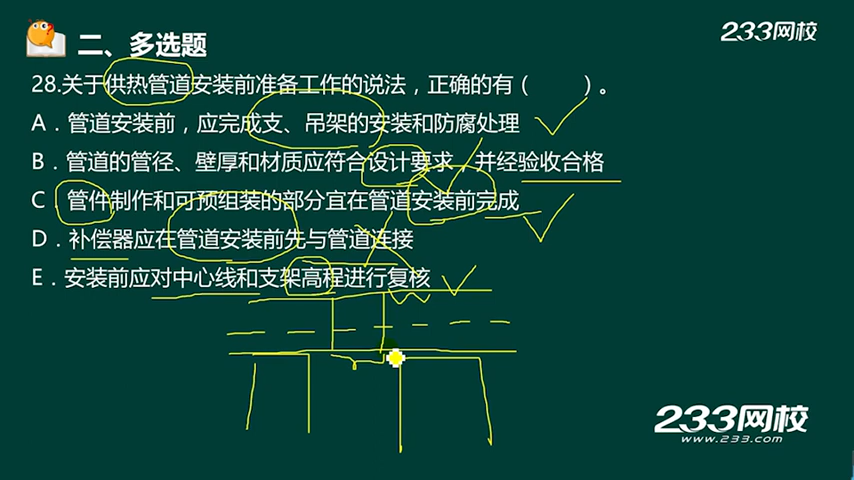 二、多选题
233网校
28.关于供热管道安装前准备工作的说法，正确的有（　　）。
A．管道安装前，应完成支、吊架的安装和防腐处理
B．管道的管径、壁厚和材质应符合设计要求，并经验收合格
C．管件制作和可预组装的部分宜在管道安装前完成
D．补偿器应在管道安装前先与管道连接
E．安装前应对中心线和支架高程进行复核
233网校
www.233.com